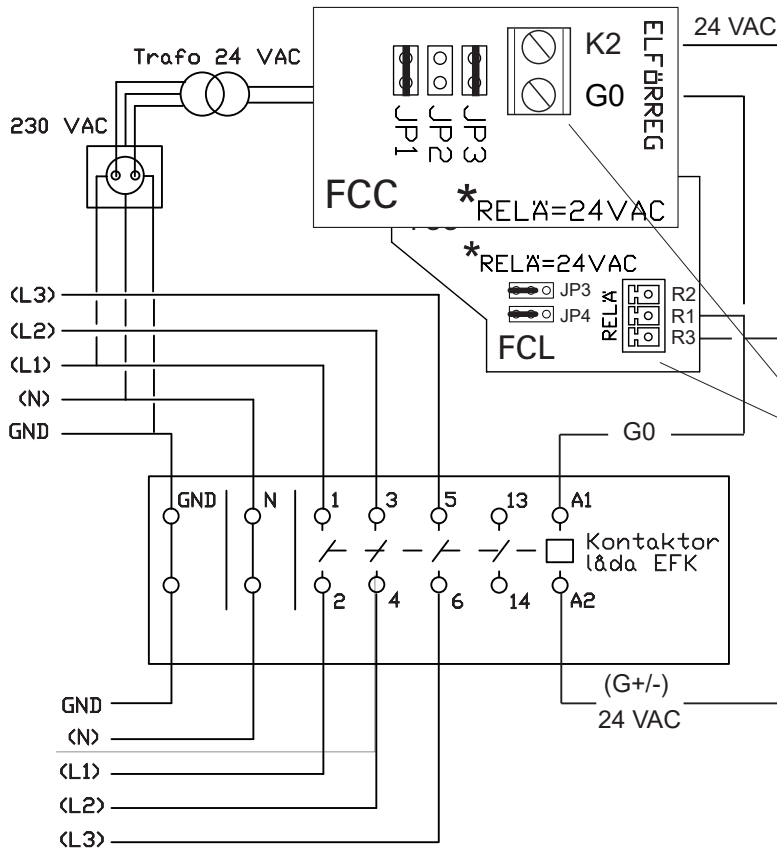 Trafo 24 VAC
230 VAC
JP1
JP2
JP3
K2
G0
ELFÖRREG
24 VAC
FCC
*RELÄ=24VAC
*RELÄ=24VAC
JP3
JP4
RELÄ
R2
R1
R3
FCL
(L3)
(L2)
(L1)
(N)
GND
G0
GND
N
1
3
5
13
A1
Kontaktor
låda EFK
2
4
6
14
A2
(G+/-)
24 VAC
GND
(N)
(L1)
(L2)
(L3)